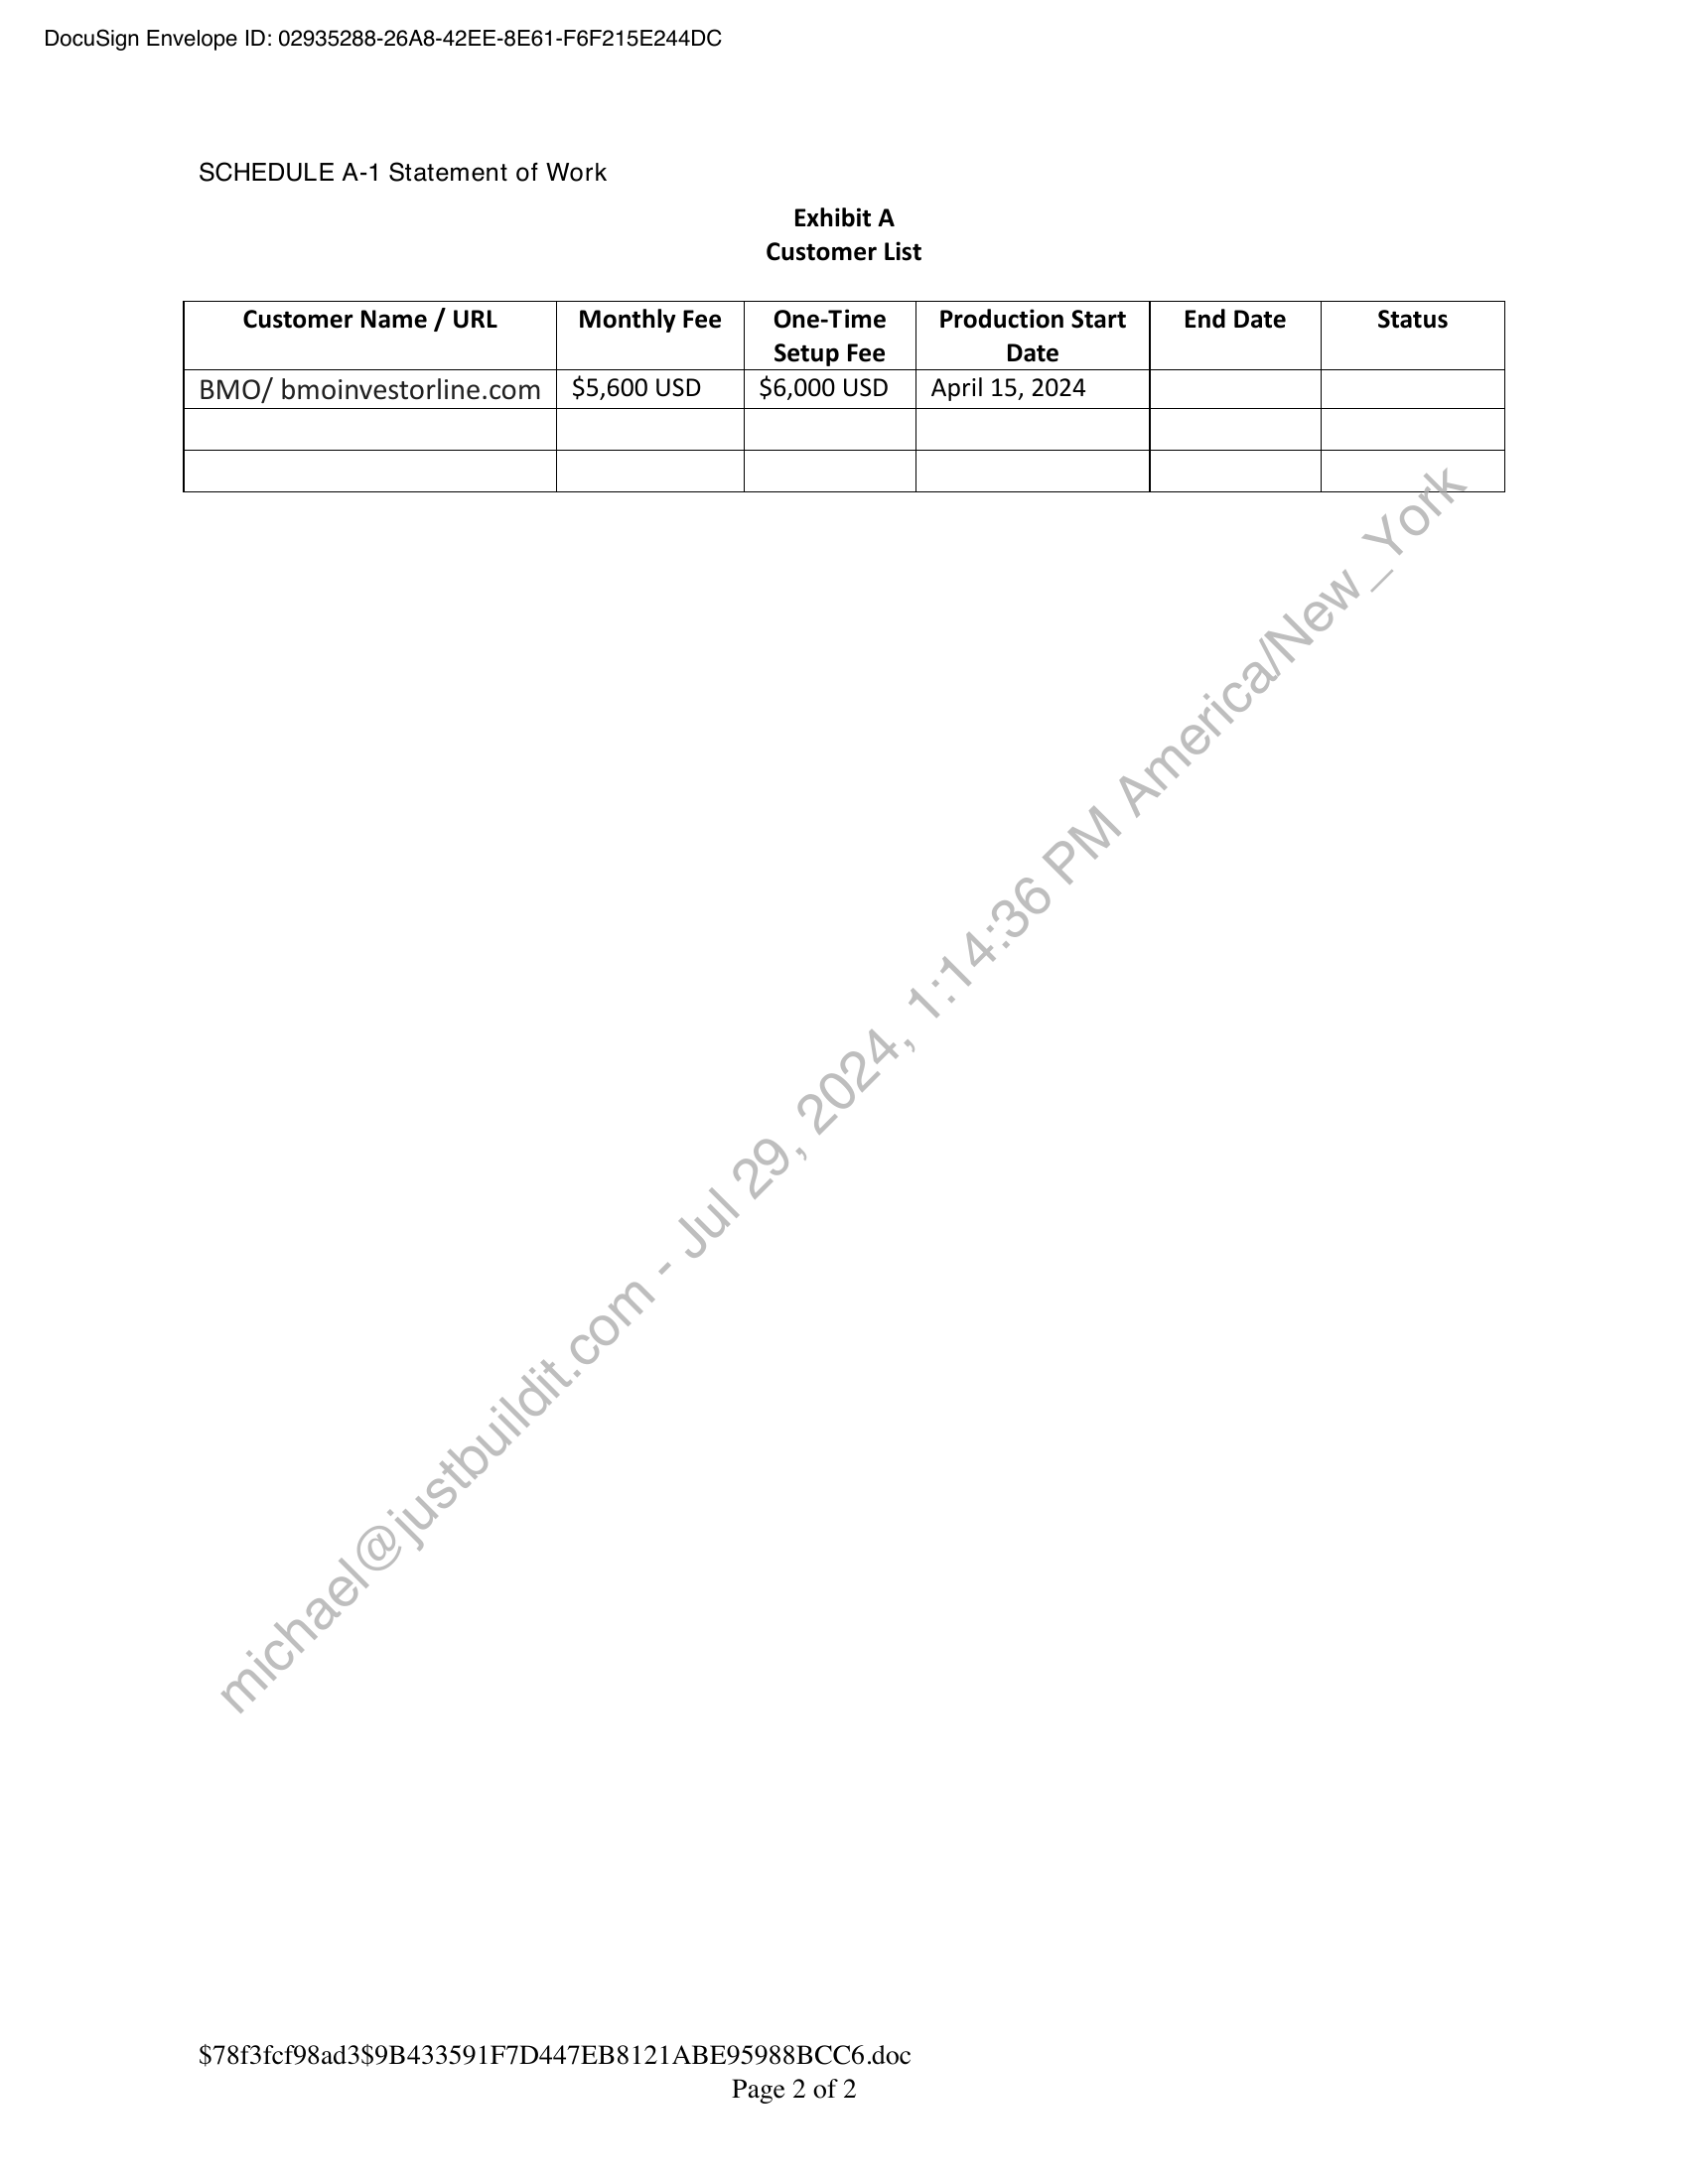 DocuSign Envelope ID: 02935288-26A8-42EE-8E61-F6F215E244DC
SCHEDULE A-1 Statement of Work
Exhibit A
Customer List
Customer Name / URL Monthly Fee One-Time Setup Fee Production Start Date End Date Status
BMO/ bmoinvestorline.com $5,600 USD $6,000 USD April 15, 2024
michael@justbuildit.com - Jul 29, 2024, 1:14:36 PM America/New_York
$78f3fcf98ad3$9B433591F7D447EB8121ABE95988BCC6.doc
Page 2 of 2